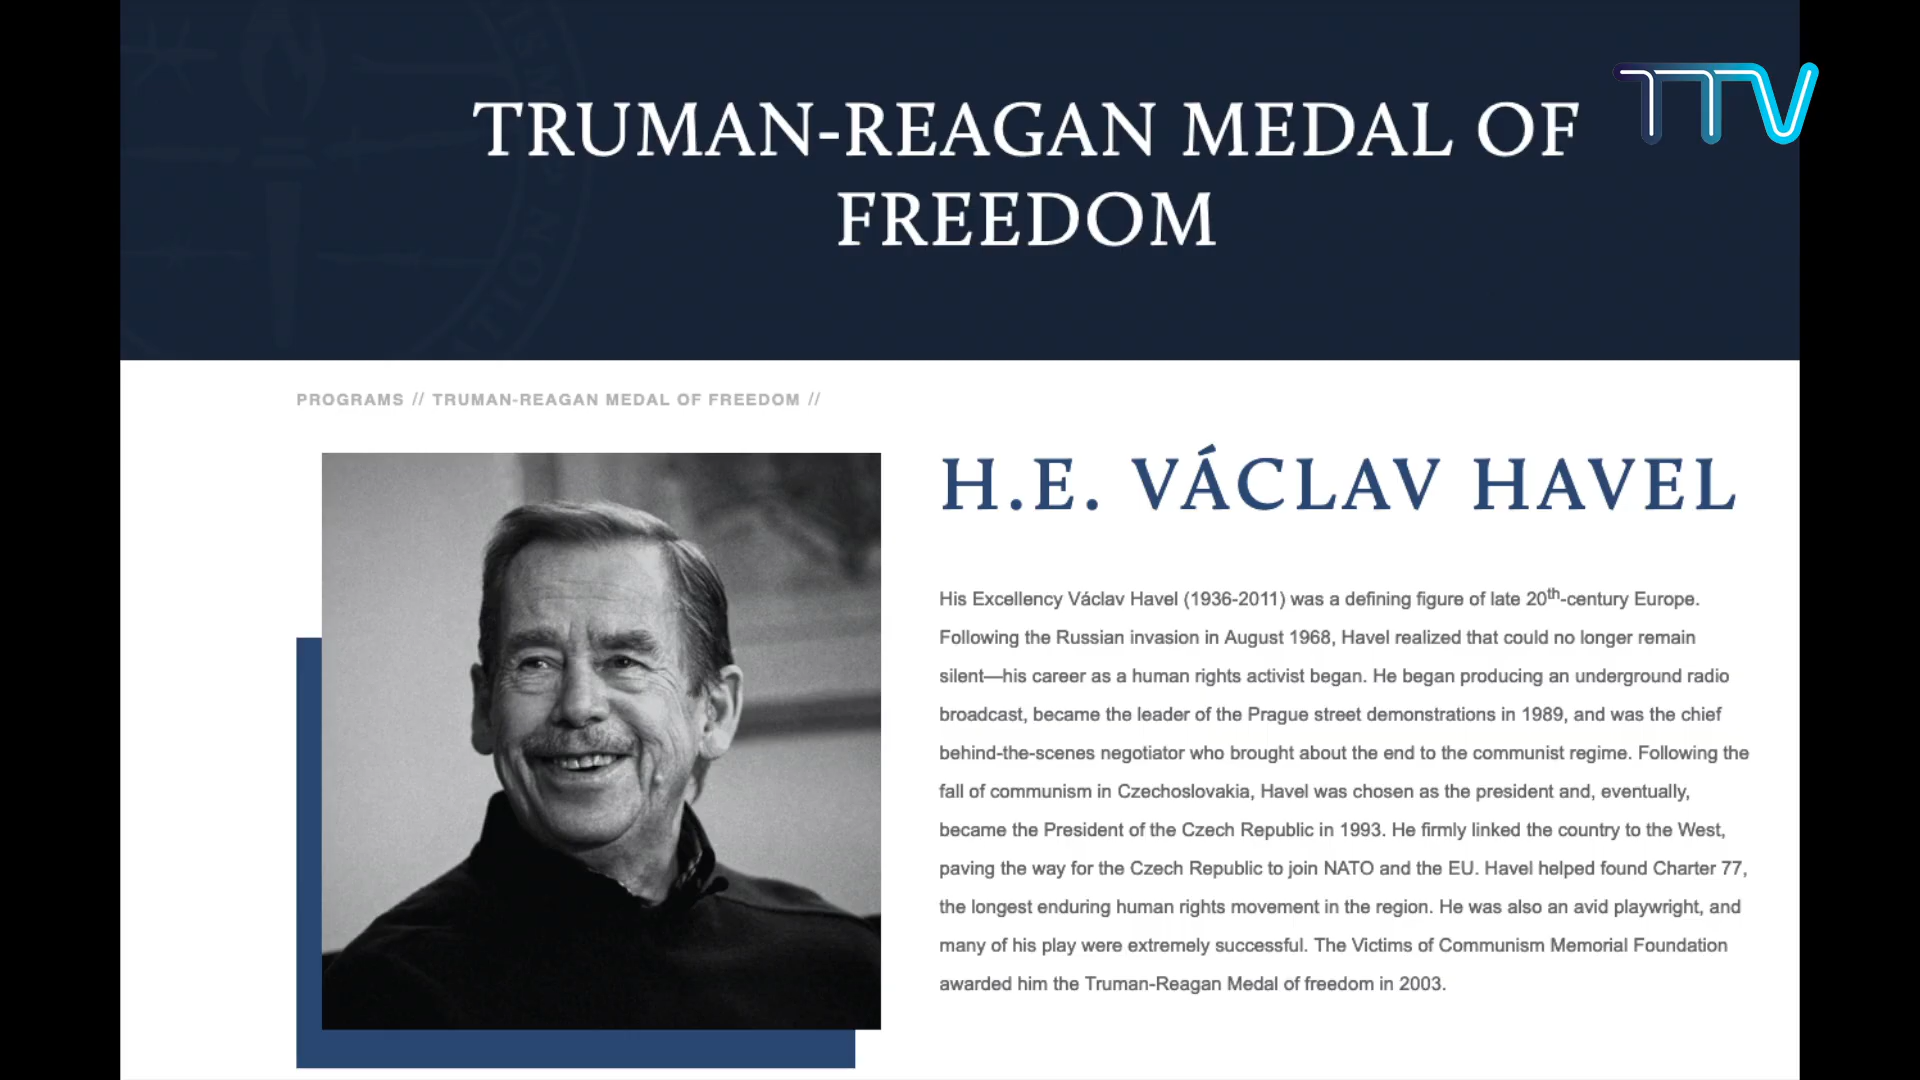 TTV
TRUMAN-REAGAN MEDAL OF
FREEDOM
PROGRAMS // TRUMAN-REAGAN MEDAL OF FREEDOM //
H.E. VÁCLAV HAVEL
His Excellency Václav Havel (1936-2011) was a defining figure of late 20th-century Europe.
Following the Russian invasion in August 1968, Havel realized that could no longer remain
silent—his career as a human rights activist began. He began producing an underground radio
broadcast, became the leader of the Prague street demonstrations in 1989, and was the chief
behind-the-scenes negotiator who brought about the end to the communist regime. Following the
fall of communism in Czechoslovakia, Havel was chosen as the president and, eventually,
became the President of the Czech Republic in 1993. He firmly linked the country to the West,
paving the way for the Czech Republic to join NATO and the EU. Havel helped found Charter 77,
the longest enduring human rights movement in the region. He was also an avid playwright, and
many of his play were extremely successful. The Victims of Communism Memorial Foundation
awarded him the Truman-Reagan Medal of freedom in 2003.